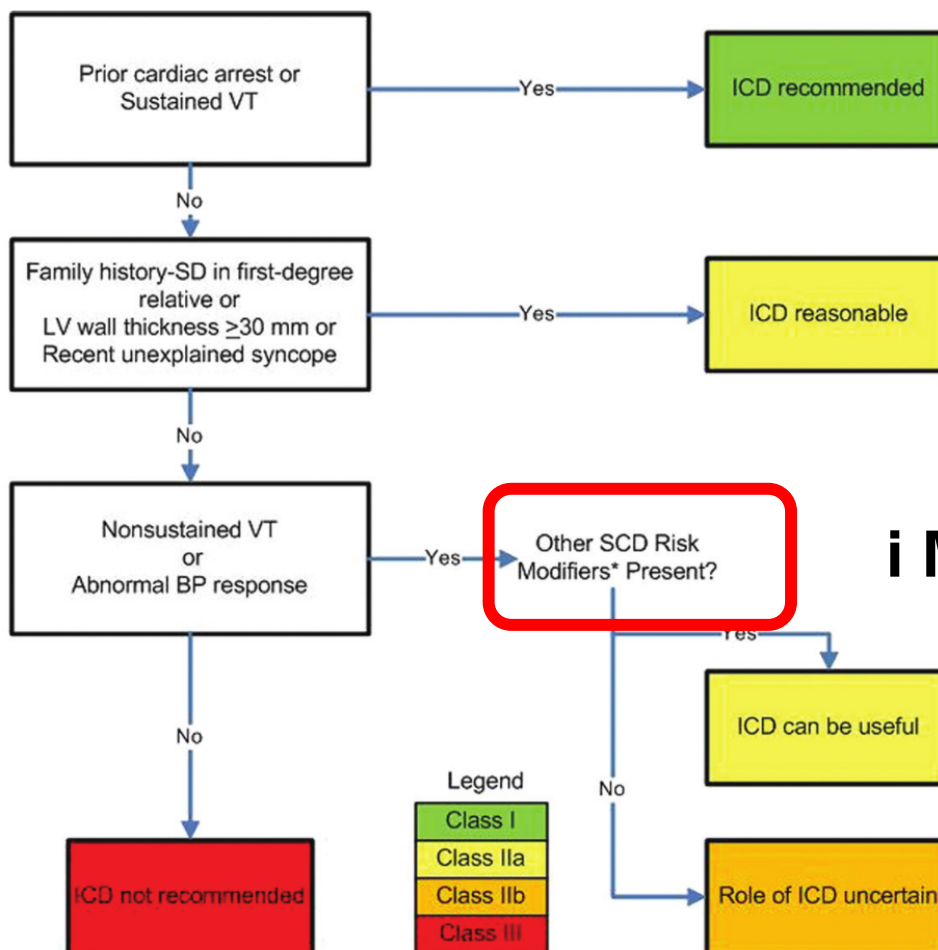 Prior cardiac arrest or
Sustained VT
Yes
ICD recommended
No
Family history-SD in first-degree
relative or
LV wall thickness ≥30 mm or
Recent unexplained syncope
Yes
ICD reasonable
No
Nonsustained VT
or
Abnormal BP response
Yes
Other SCD Risk
Modifiers* Present?
i M
Yes
ICD can be useful
No
No
Legend
Class I
Class IIa
Class IIb
Class III
ICD not recommended
Role of ICD uncertain